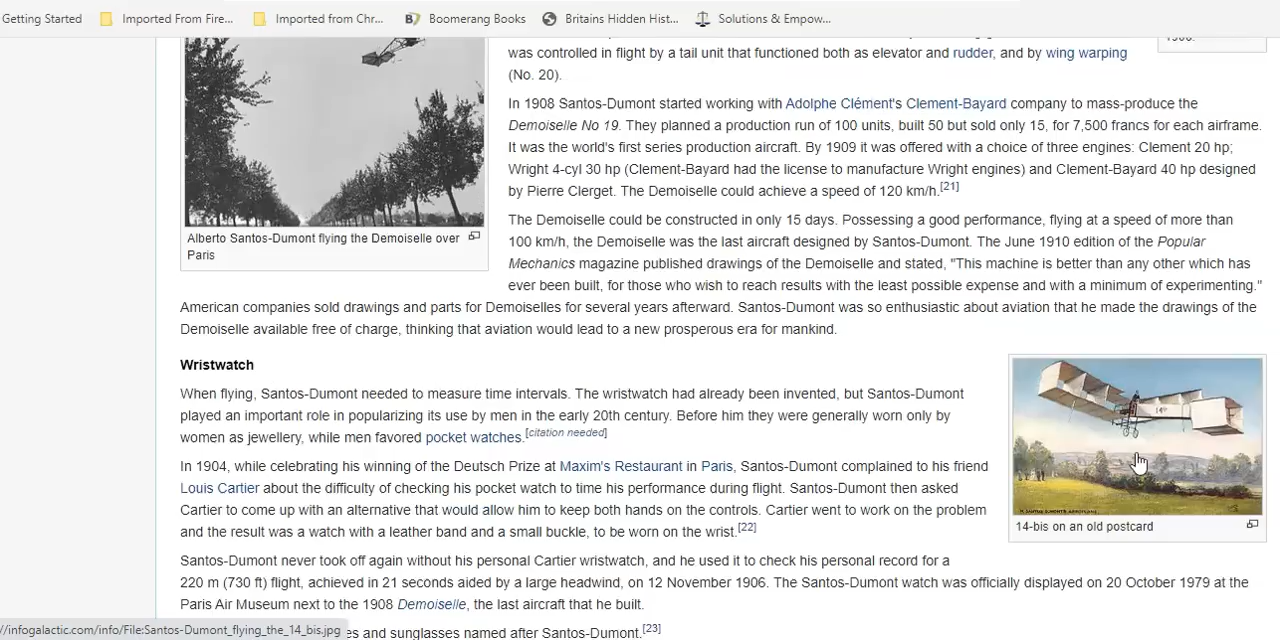 Getting Started
Imported From Fire...
Imported from Chr...
Boomerang Books
Britains Hidden Hist...
Solutions & Empow...
was controlled in flight by a tail unit that functioned both as elevator and rudder, and by wing warping
(No. 20).
In 1908 Santos-Dumont started working with Adolphe Clément's Clement-Bayard company to mass-produce the
Demoiselle No 19. They planned a production run of 100 units, built 50 but sold only 15, for 7,500 francs for each airframe.
It was the world's first series production aircraft. By 1909 it was offered with a choice of three engines: Clement 20 hp;
Wright 4-cyl 30 hp (Clement-Bayard had the license to manufacture Wright engines) and Clement-Bayard 40 hp designed
by Pierre Clerget. The Demoiselle could achieve a speed of 120 km/h.[21]
Alberto Santos-Dumont flying the Demoiselle over
Paris
The Demoiselle could be constructed in only 15 days. Possessing a good performance, flying at a speed of more than
100 km/h, the Demoiselle was the last aircraft designed by Santos-Dumont. The June 1910 edition of the Popular
Mechanics magazine published drawings of the Demoiselle and stated, "This machine is better than any other which has
ever been built, for those who wish to reach results with the least possible expense and with a minimum of experimenting."
American companies sold drawings and parts for Demoiselles for several years afterward. Santos-Dumont was so enthusiastic about aviation that he made the drawings of the
Demoiselle available free of charge, thinking that aviation would lead to a new prosperous era for mankind.
Wristwatch
When flying, Santos-Dumont needed to measure time intervals. The wristwatch had already been invented, but Santos-Dumont
played an important role in popularizing its use by men in the early 20th century. Before him they were generally worn only by
women as jewellery, while men favored pocket watches.[citation needed]
In 1904, while celebrating his winning of the Deutsch Prize at Maxim's Restaurant in Paris, Santos-Dumont complained to his friend
Louis Cartier about the difficulty of checking his pocket watch to time his performance during flight. Santos-Dumont then asked
Cartier to come up with an alternative that would allow him to keep both hands on the controls. Cartier went to work on the problem
and the result was a watch with a leather band and a small buckle, to be worn on the wrist.[22]
14-bis on an old postcard
Santos-Dumont never took off again without his personal Cartier wristwatch, and he used it to check his personal record for a
220 m (730 ft) flight, achieved in 21 seconds aided by a large headwind, on 12 November 1906. The Santos-Dumont watch was officially displayed on 20 October 1979 at the
Paris Air Museum next to the 1908 Demoiselle, the last aircraft that he built.
//infogalactic.com/info/File:Santos-Dumont_flying_the_14_bis.jpg
es and sunglasses named after Santos-Dumont.[23]